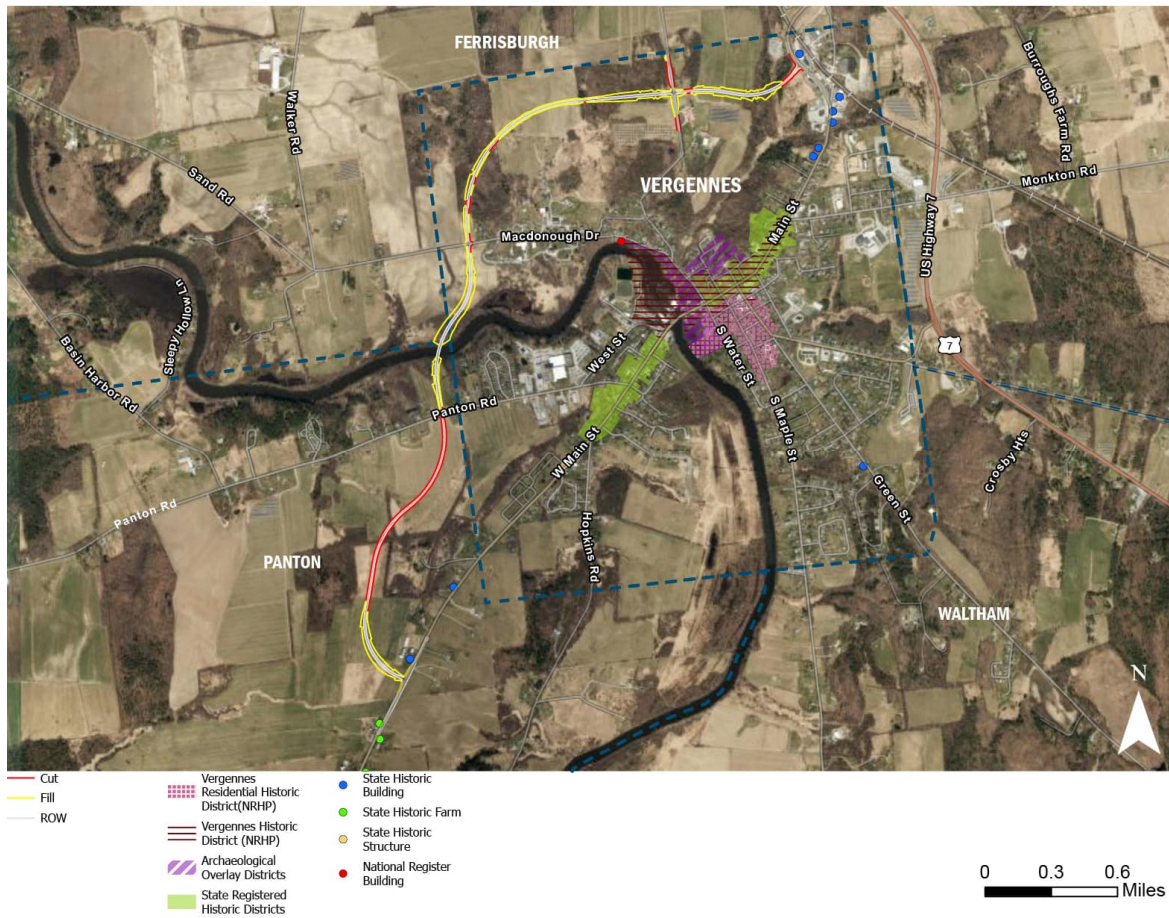 FERRISBURGH
Walker Rd
Burroughs Farm Rd
Sand Rd
VERGENNES
Monkton Rd
Main St
Macdonough Dr
US Highway 7
Sleepy Hollow Ln
Basin Harbor Rd
West St
S Water St
7
Panton Rd
W Main St
S Maple St
Crosby Hts
Green St
Panton Rd
Hopkins Rd
PANTON
WALTHAM
N
Cut
Fill
ROW
Vergennes
Residential Historic
District(NRHP)
Vergennes Historic
District (NRHP)
Archaeological
Overlay Districts
State Registered
Historic Districts
State Historic
Building
State Historic Farm
State Historic
Structure
National Register
Building
0 0.3 0.6
Miles